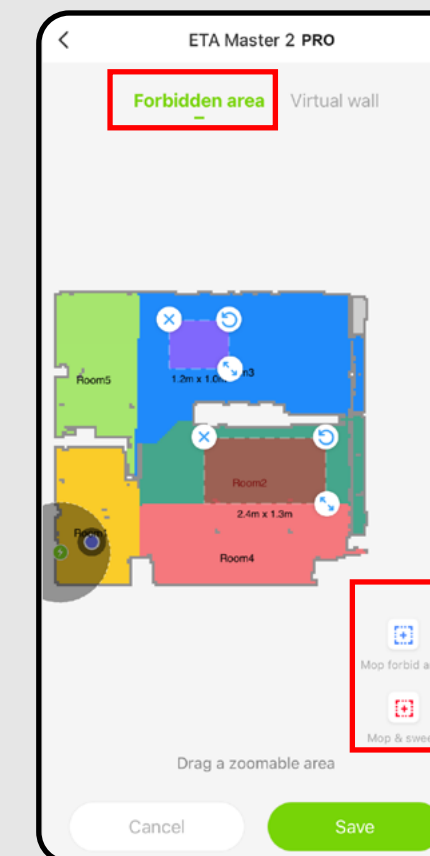 ETA Master 2 PRO
Forbidden area Virtual wall
Room5
1.2m x 1.0
Room2
2.4m x 1.3m
Room4
Mop forbid a
Mop & swee
Drag a zoomable area
Cancel Save